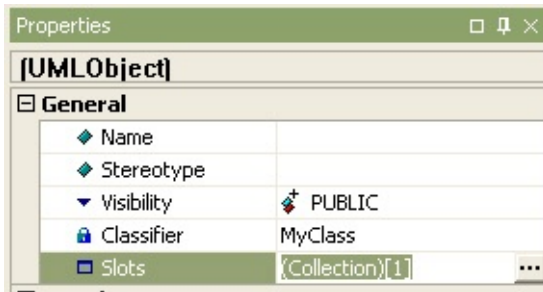 Properties
(UMLObject)
General
Name
Stereotype
Visibility PUBLIC
Classifier MyClass
Slots (Collection)[1] ...